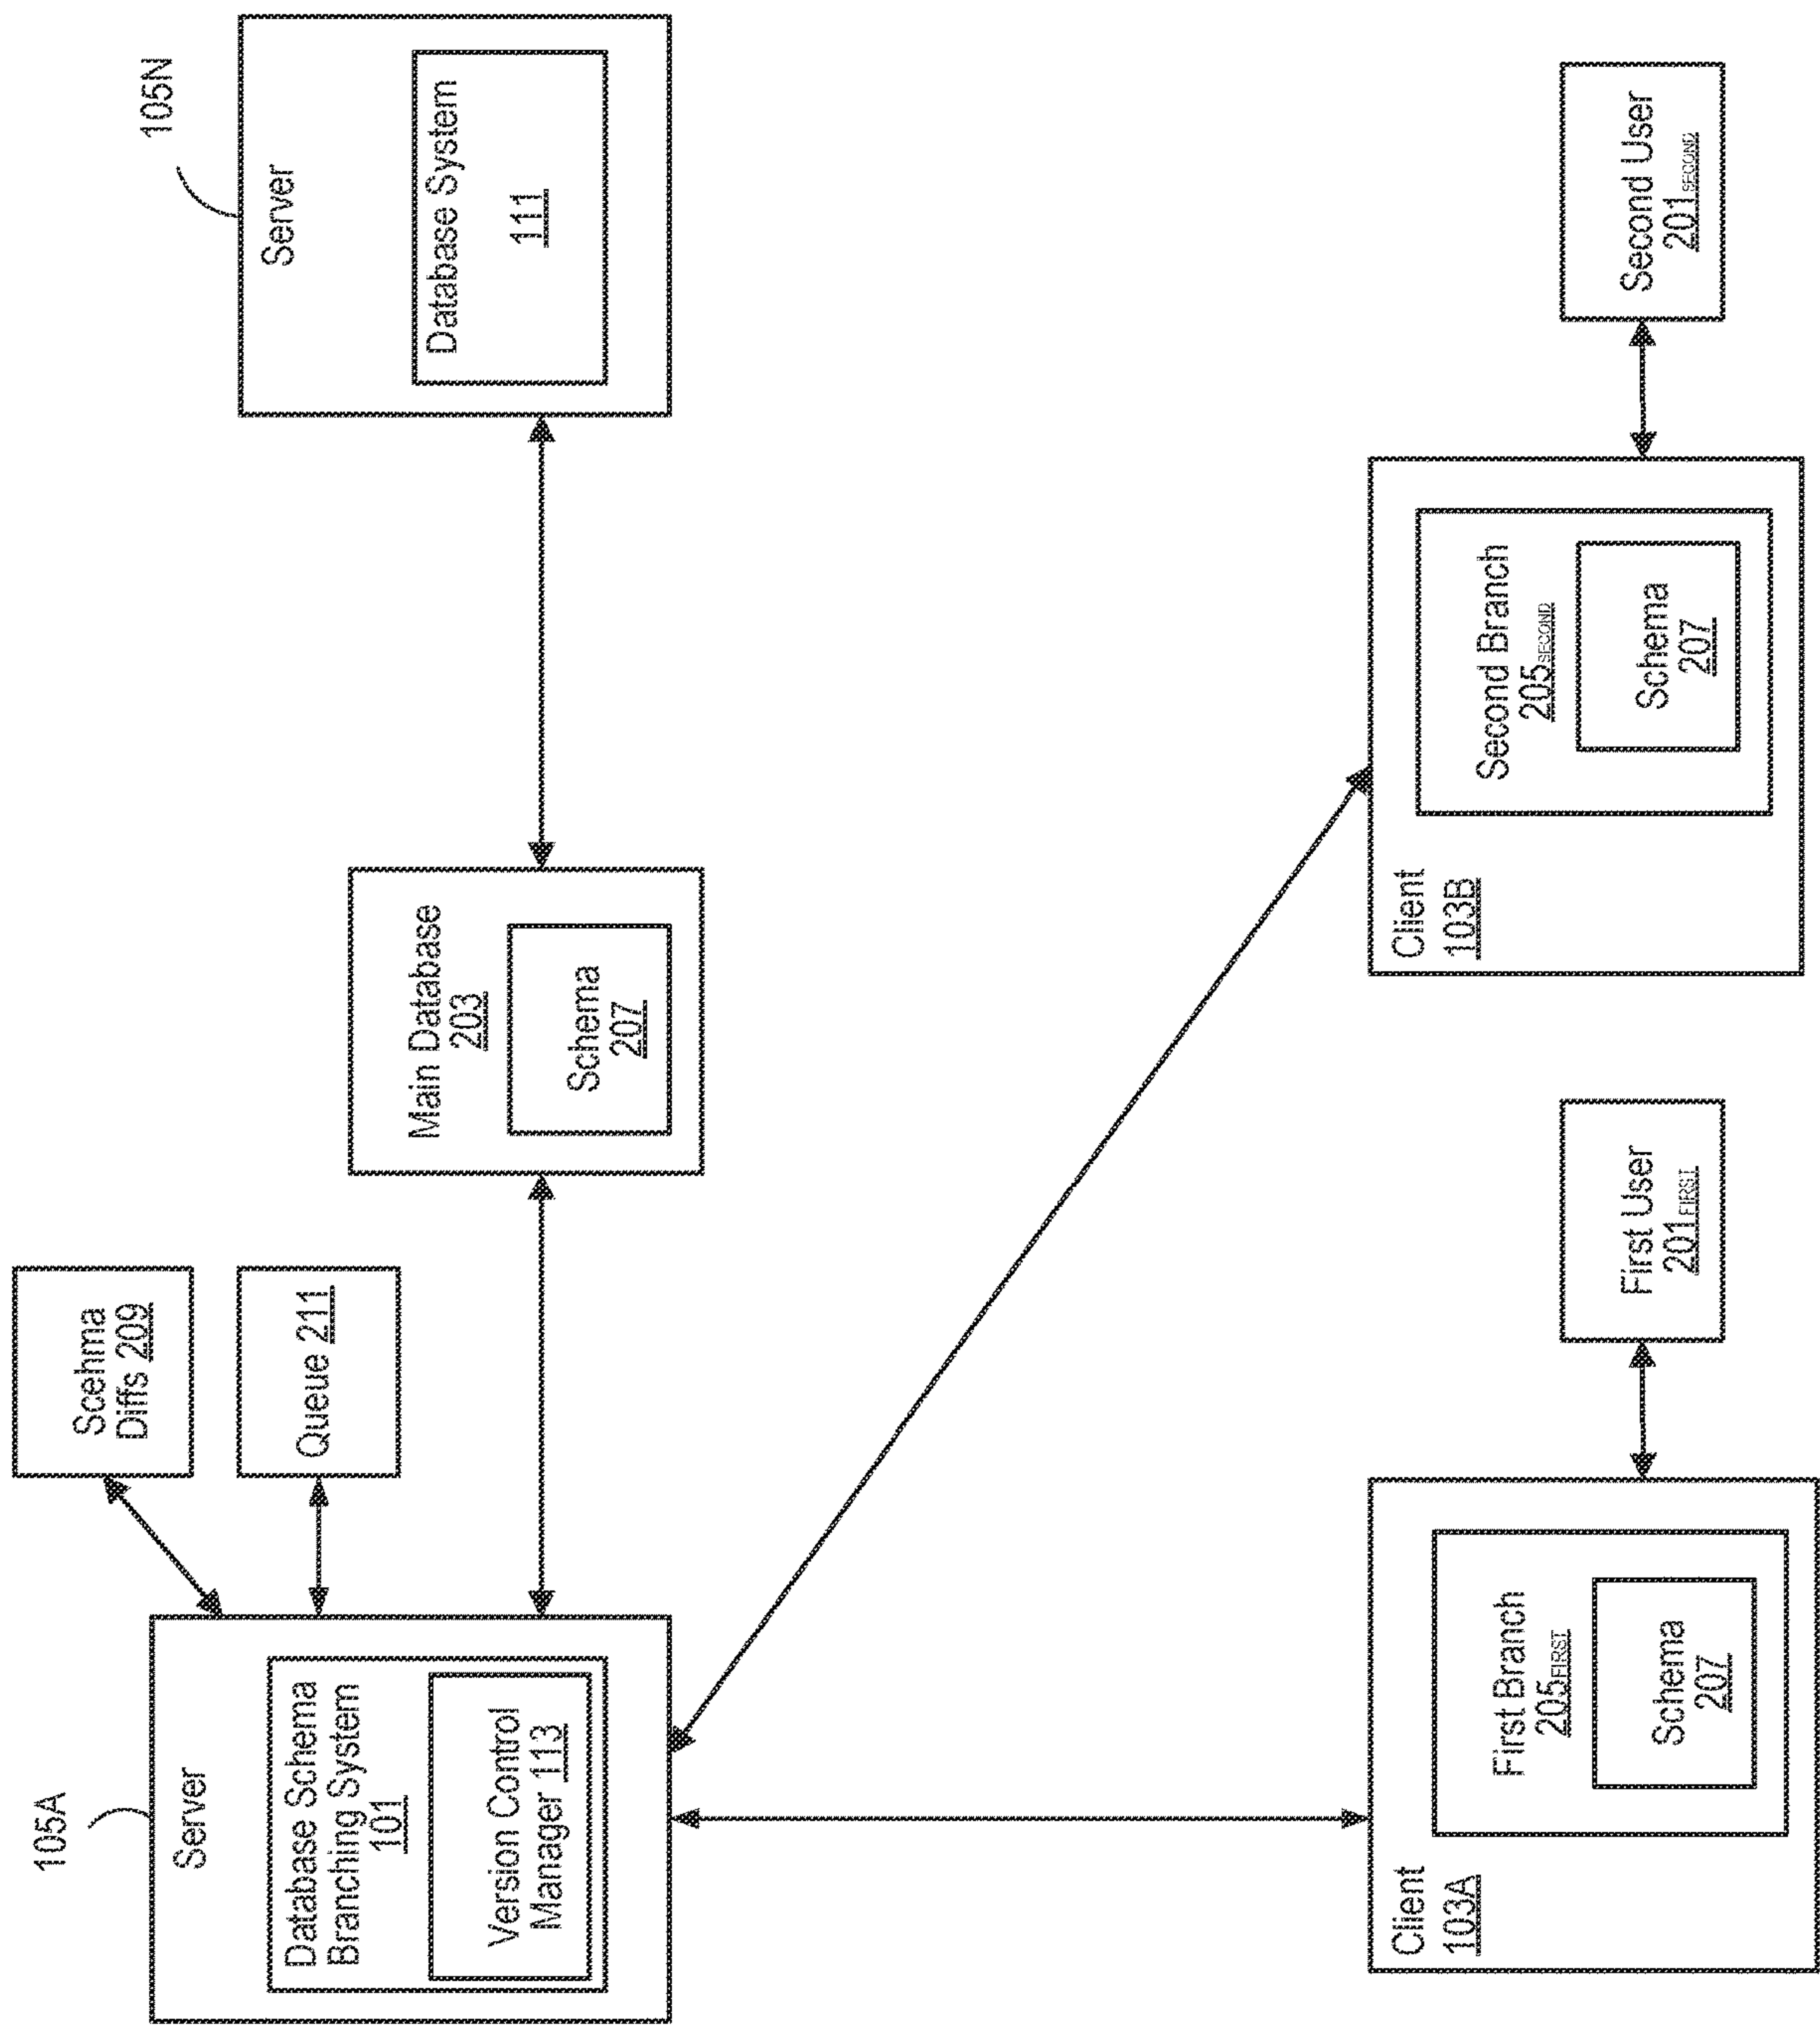 105A
Server
Database Schema
Branching System
101
Version Control
Manager 113
Scehma
Diffs 209
Queue 211
Main Database
203
Schema
207
105N
Server
Database System
111
Client
103A
First Branch
205FIRST
Schema
207
First User
201FIRST
Client
103B
Second Branch
205SECOND
Schema
207
Second User
201SECOND